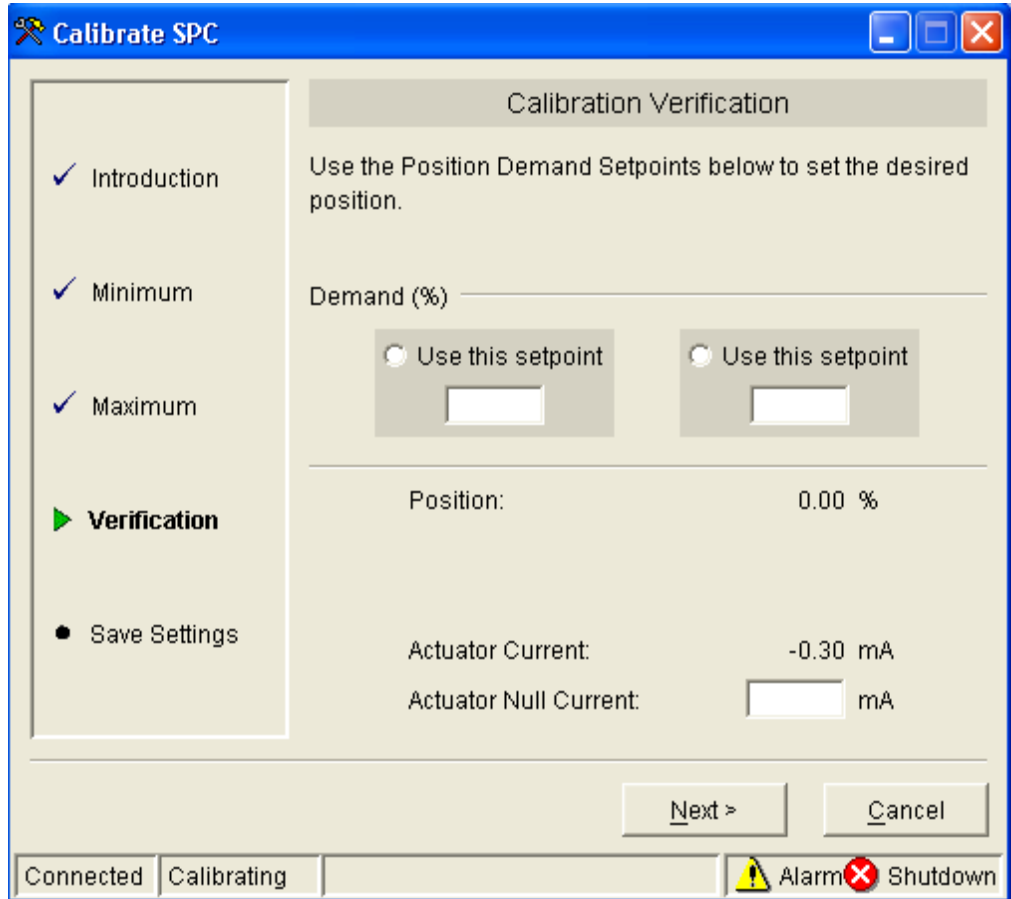 Calibrate SPC
Introduction
Minimum
Maximum
Verification
Save Settings
Calibration Verification
Use the Position Demand Setpoints below to set the desired
position.
Demand (%)
Use this setpoint
Use this setpoint
Position: 0.00 %
Actuator Current: -0.30 mA
Actuator Null Current: mA
Next >
Cancel
Connected
Calibrating
Alarm
Shutdown